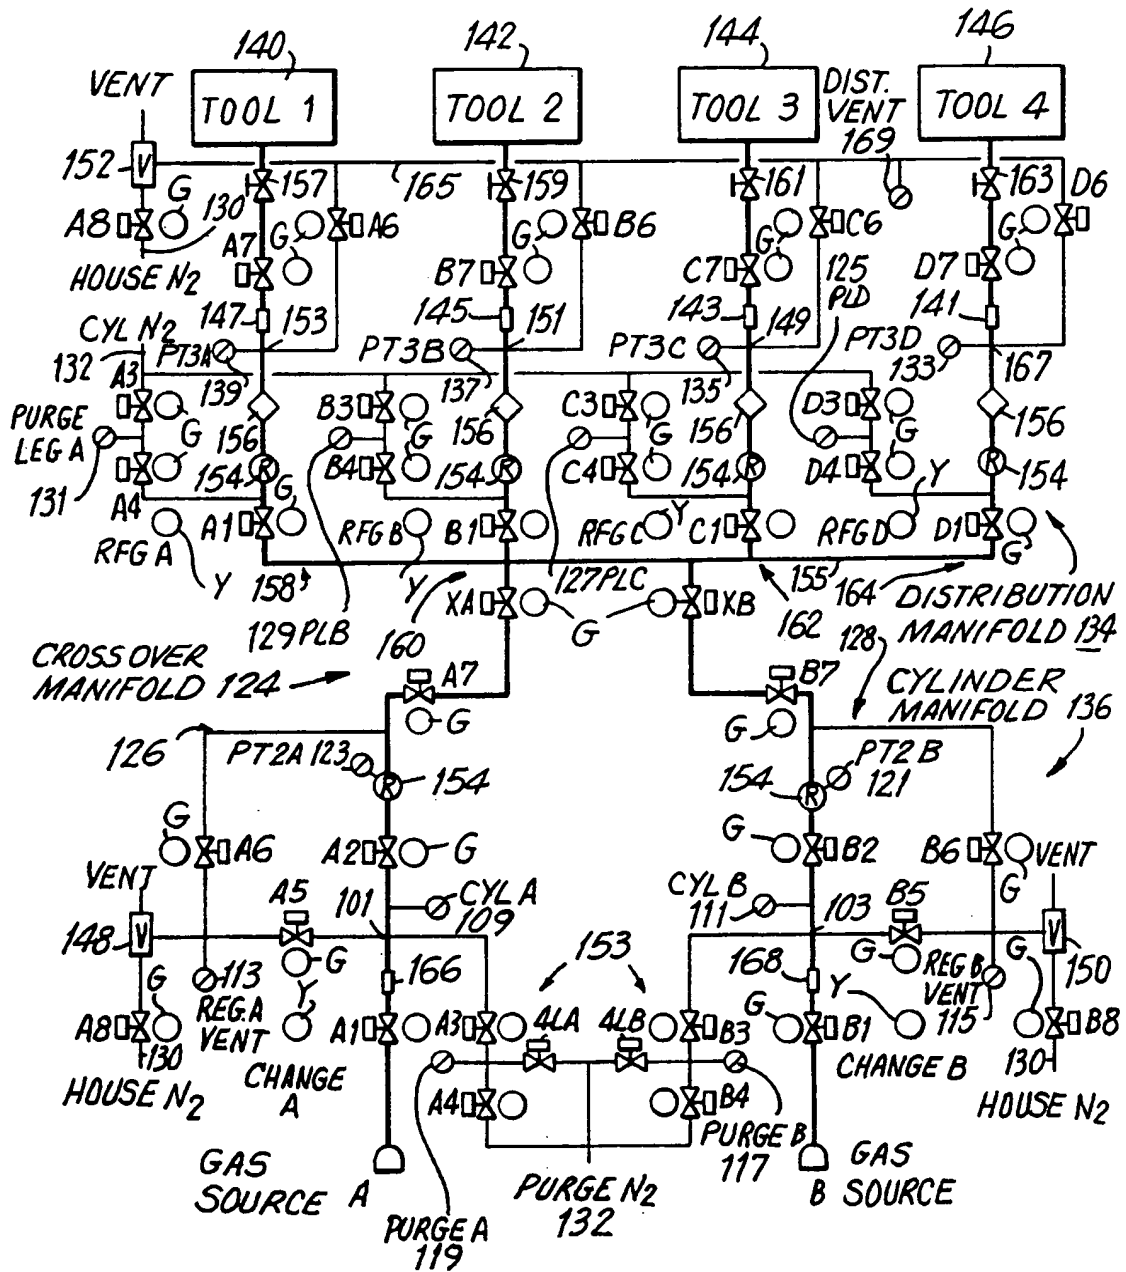 140 142 144 146
VENT TOOL 1 TOOL 2 TOOL 3 DIST. VENT 169 TOOL 4
152 V 157 165 159 161 163 D6
G 130 A8 A7 G A6 G B6 G C6 G
HOUSE N2 B7 C7 125 PLD D7
147 153 145 151 143 149 141
CYL N2 132 PT3A PT3B PT3C PT3D 133
A3 139 137 135 167
PURGE LEG A G 156 B3 G 156 C3 G 156 D3 G 156
131 A4 154 R G B4 154 R C4 154 R D4 Y R 154
RFG A A1 RFG B B1 RFG C Y C1 RFG D D1 G
Y 158 Y 127 PLC 155 164
129 PLB 160 XA G XB 162 DISTRIBUTION MANIFOLD 134
CROSSOVER MANIFOLD 124 A7 B7 128 CYLINDER MANIFOLD 136
G G
126 PT2A 123 R 154 154 R PT2B 121
G A6 A2 G G B2 B6 G VENT
VENT A5 CYL A 109 CYL B 111 B5
148 V 101 103 V 150
G 113 REG.A VENT G Y 166 153 168 Y G REG B VENT 115 G
A8 130 A1 A3 4LA 4LB B3 G B1 B8
HOUSE N2 CHANGE A A4 B4 CHANGE B 130 HOUSE N2
GAS SOURCE A PURGE B 117 B GAS SOURCE
PURGE A 119 PURGE N2 132